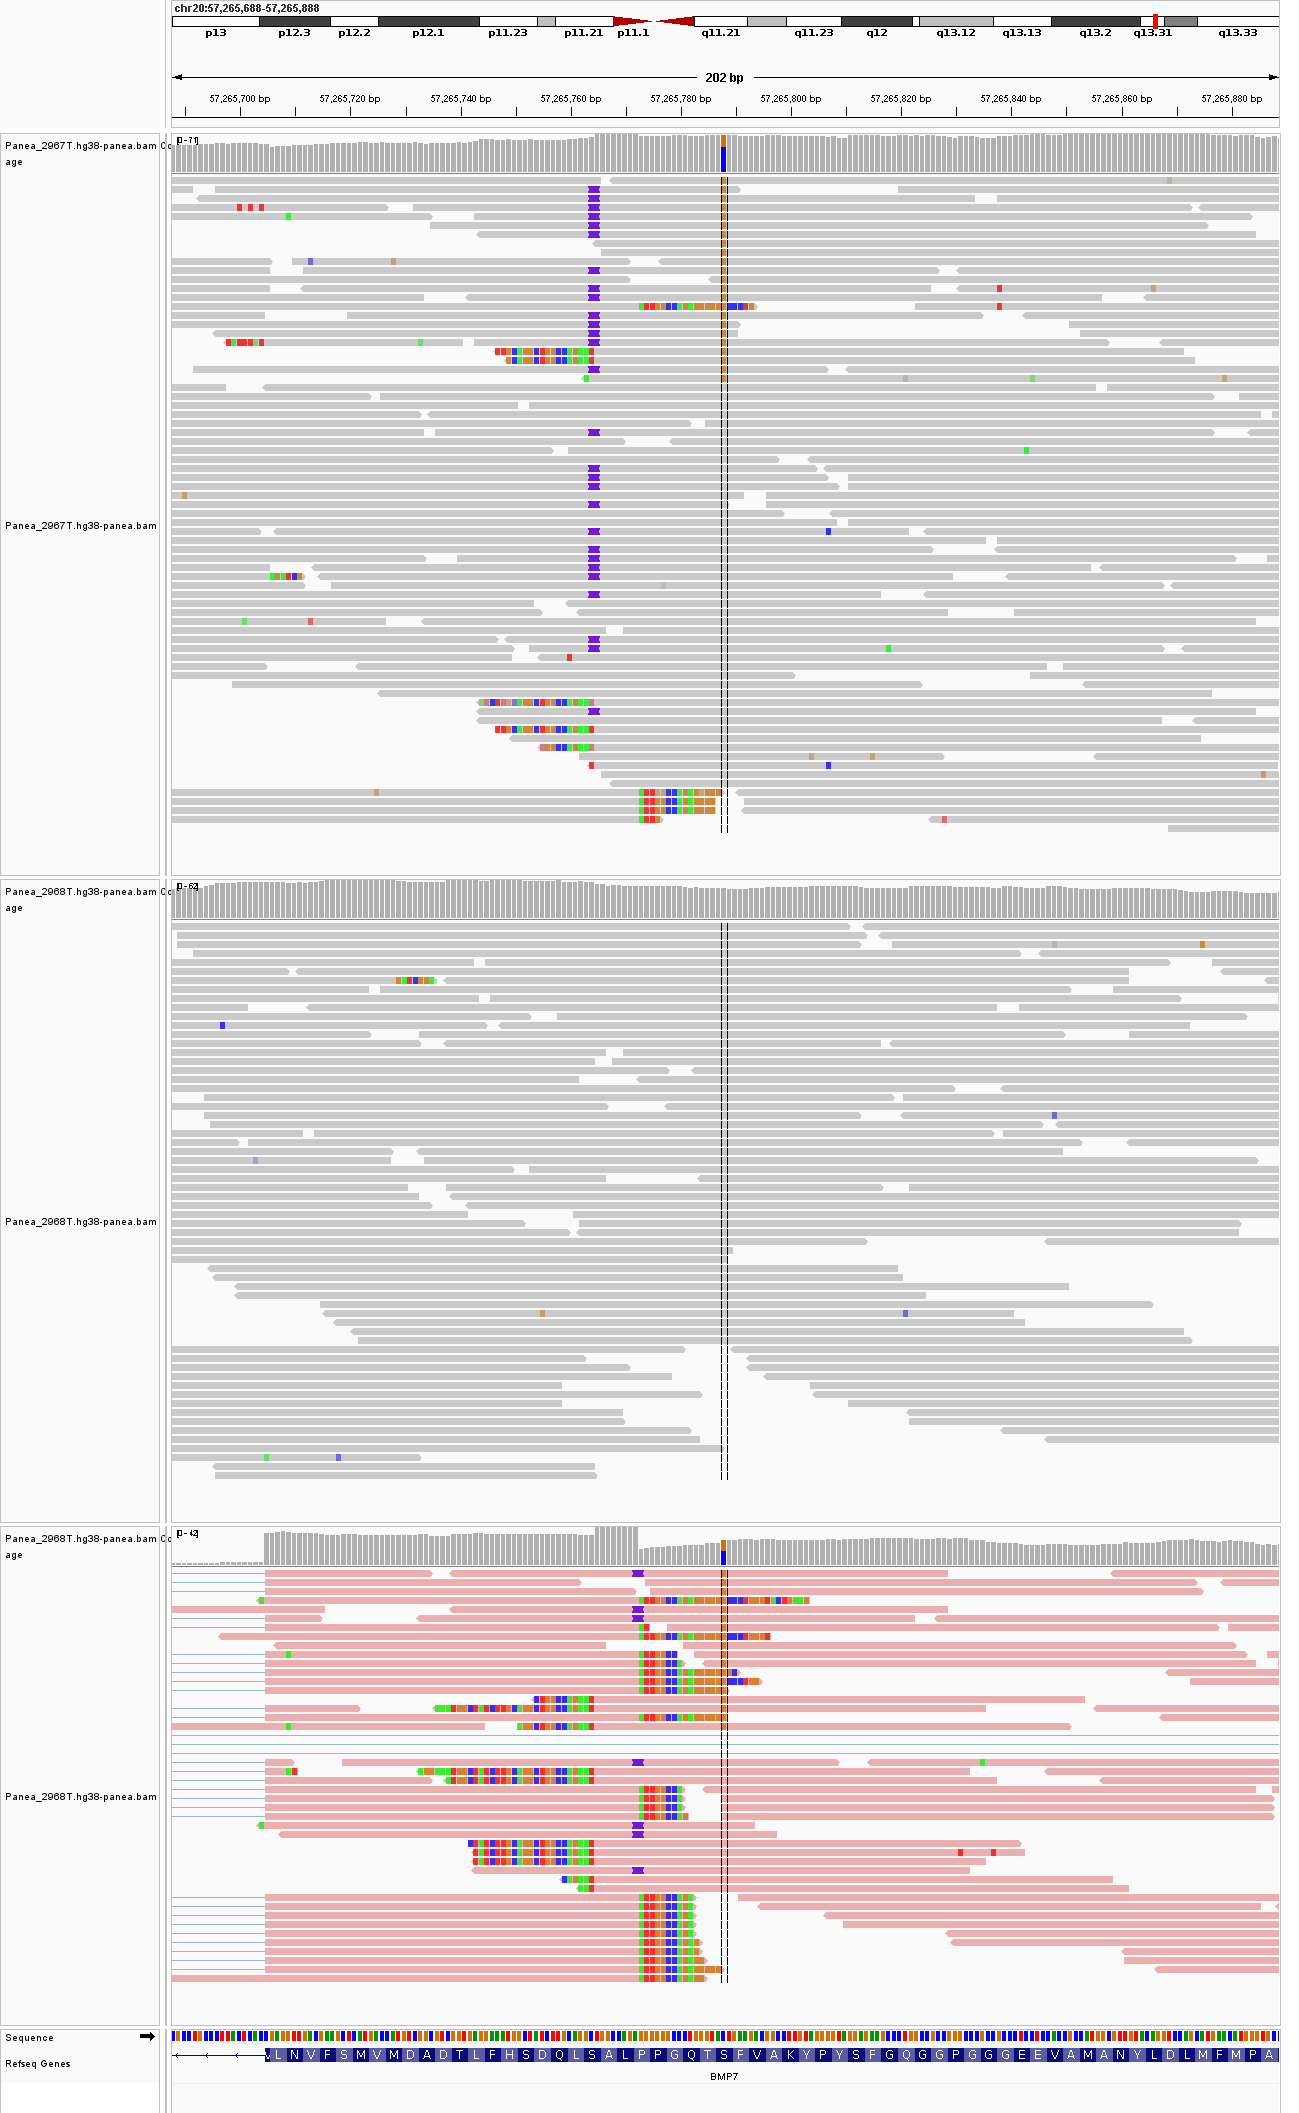 chr20:57,265,688-57,265,888
p13 p12.3 p12.2 p12.1 p11.23 p11.21 p11.1 q11.21 q11.23 q12 q13.12 q13.13 q13.2 q13.31 q13.33
202 bp
57,265,700 bp 57,265,720 bp 57,265,740 bp 57,265,760 bp 57,265,780 bp 57,265,800 bp 57,265,820 bp 57,265,840 bp 57,265,860 bp 57,265,880 bp
Panea_2967T.hg38-panea.bam Co
age
[0-71]
Panea_2967T.hg38-panea.bam
Panea_2968T.hg38-panea.bam Co
age
[0-62]
Panea_2968T.hg38-panea.bam
Panea_2968T.hg38-panea.bam Co
age
[0-42]
Panea_2968T.hg38-panea.bam
Sequence
Refseq Genes
V L N V F S M V M D A D T L F H S D Q L S A L P P G Q T S F V A K Y P Y S F G Q G G P G G G E E V A M A N Y L D L M F M P A
BMP7